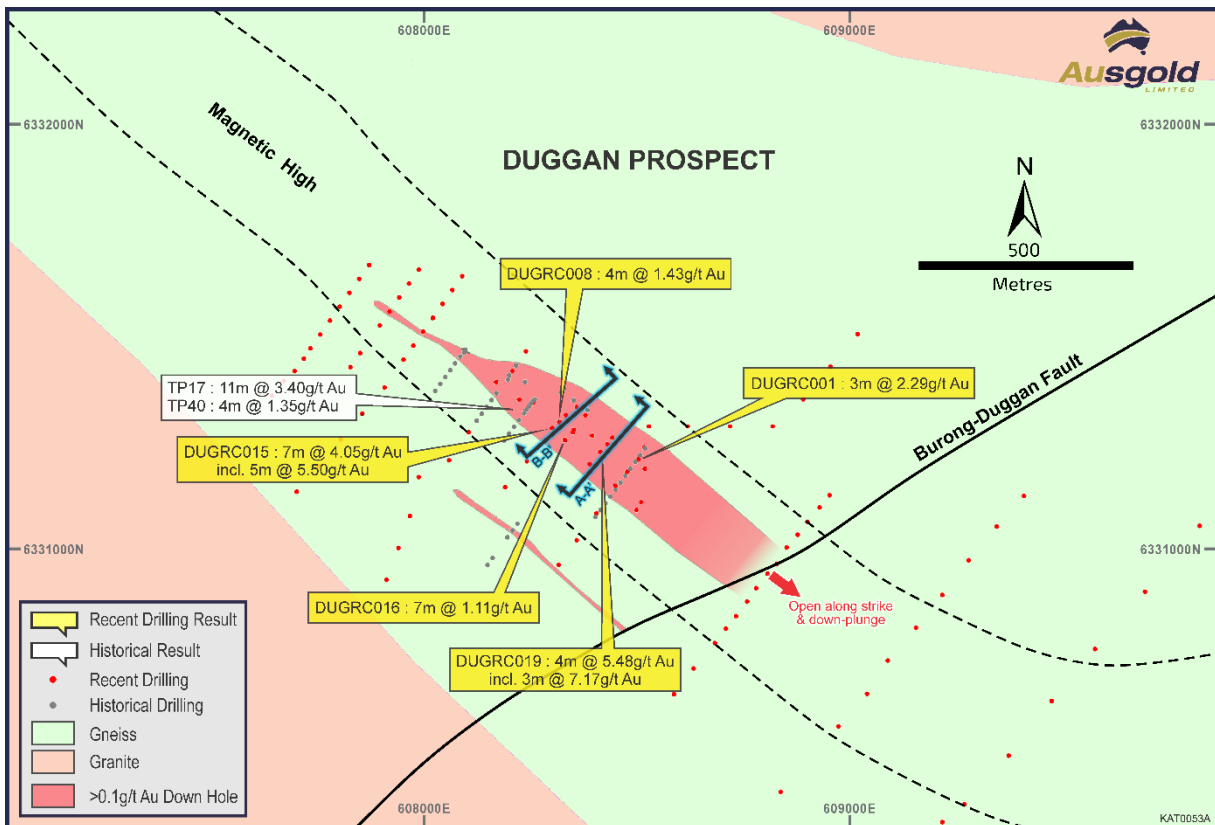 608000E
609000E
Ausgold
LIMITED
6332000N
6332000N
Magnetic High
DUGGAN PROSPECT
N
500
Metres
DUGRC008 : 4m @ 1.43g/t Au
Burong-Duggan Fault
TP17 : 11m @ 3.40g/t Au
TP40 : 4m @ 1.35g/t Au
DUGRC001 : 3m @ 2.29g/t Au
DUGRC015 : 7m @ 4.05g/t Au
incl. 5m @ 5.50g/t Au
B-B'
A-A'
6331000N
6331000N
DUGRC016 : 7m @ 1.11g/t Au
Open along strike
& down-plunge
DUGRC019 : 4m @ 5.48g/t Au
incl. 3m @ 7.17g/t Au
Legend
Recent Drilling Result
Historical Result
Recent Drilling
Historical Drilling
Gneiss
Granite
>0.1g/t Au Down Hole
608000E
609000E
KAT0053A